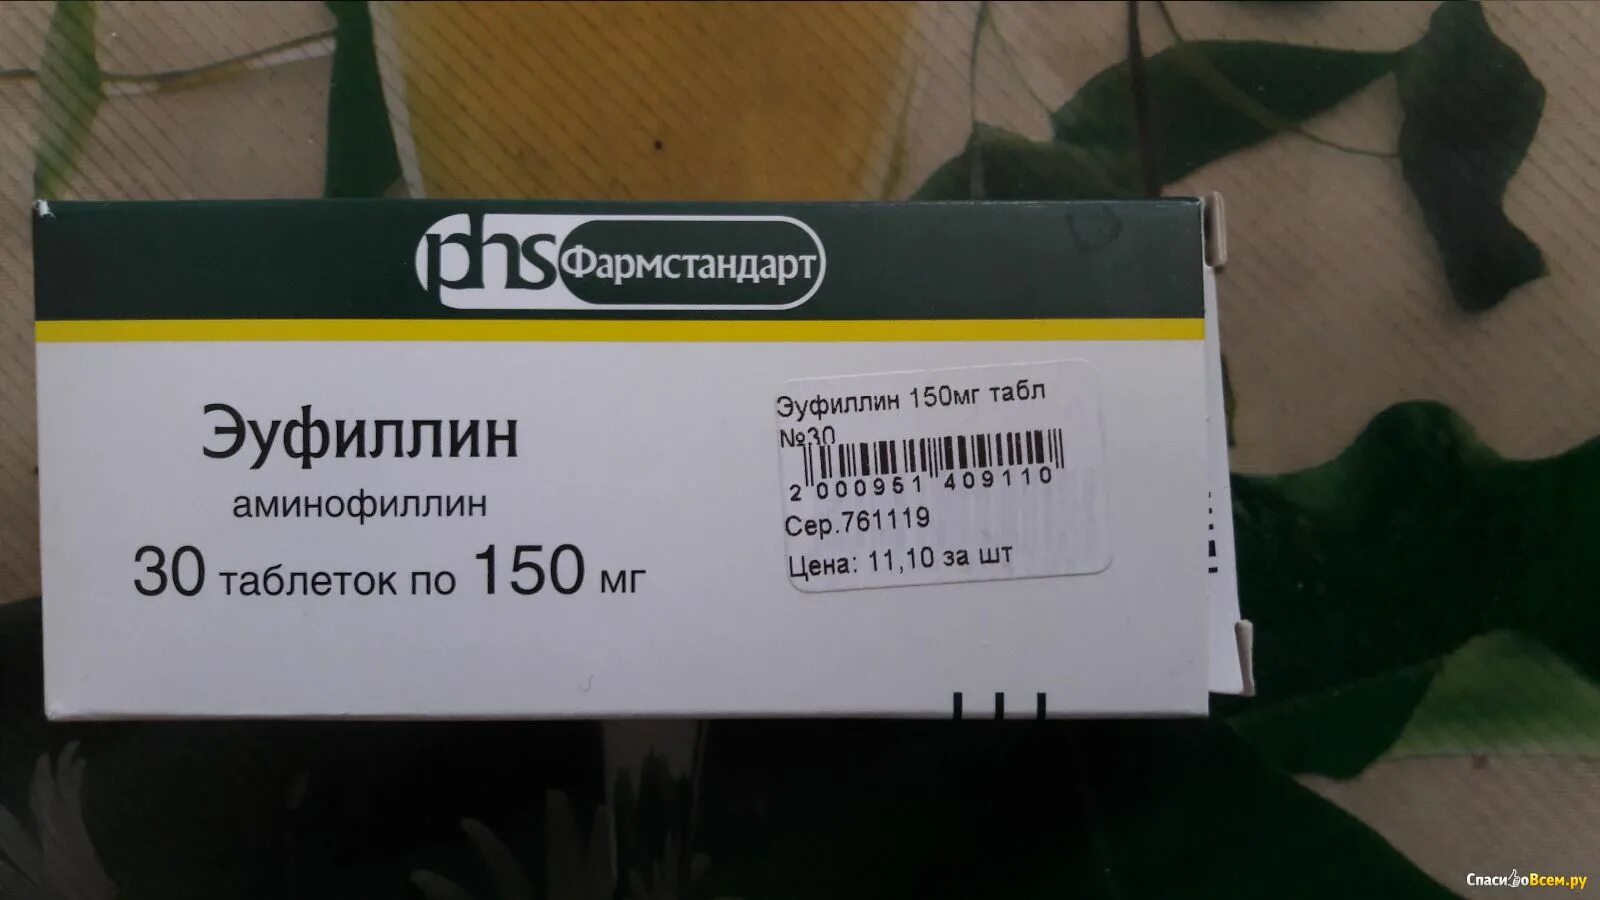 phs Фармстандарт
Эуфиллин
аминофиллин
30 таблеток по 150 мг
Эуфиллин 150мг табл
№30
2 000951 409110
Сер.761119
Цена: 11,10 за шт
СпасибоВсем.ру